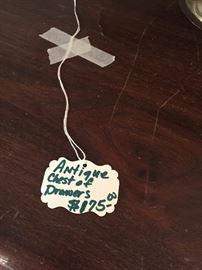 Antique
Chest of
Drawers
$175-00